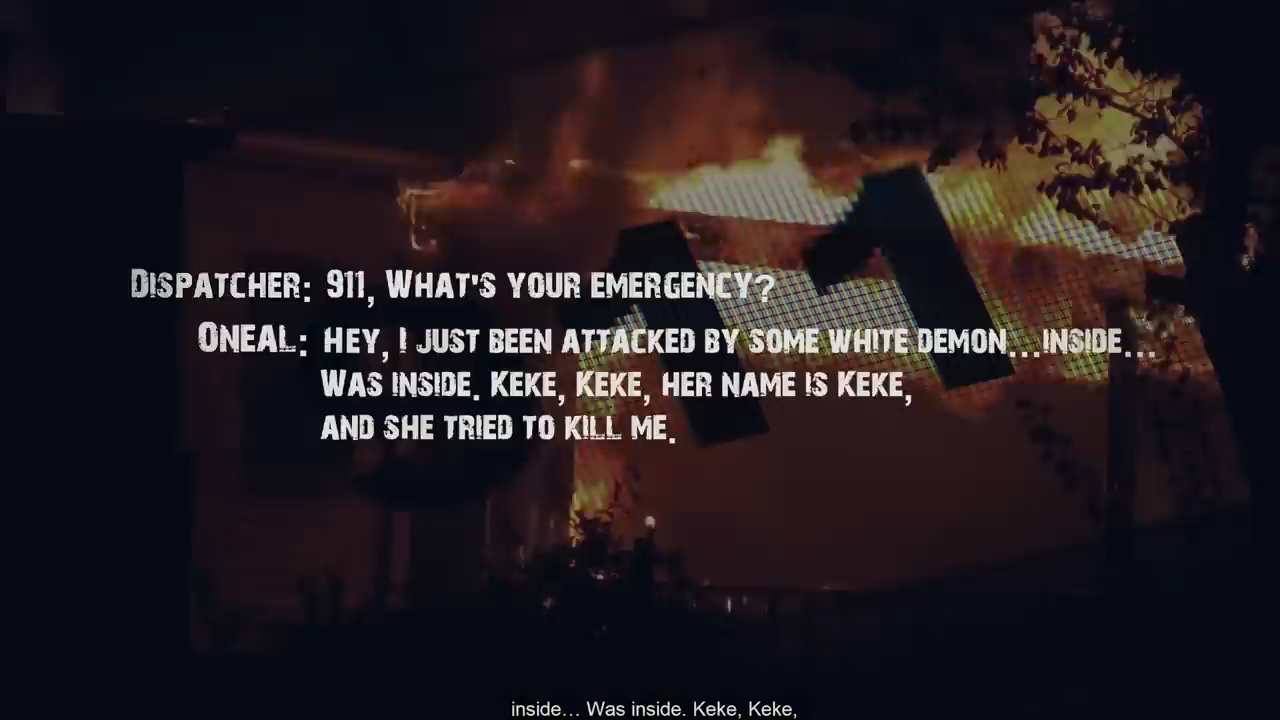 Dispatcher: 911, What's your emergency?
Oneal: Hey, I just been attacked by some white demon...inside...
Was inside. Keke, Keke, her name is Keke,
and she tried to kill me.
11
inside… Was inside. Keke, Keke,